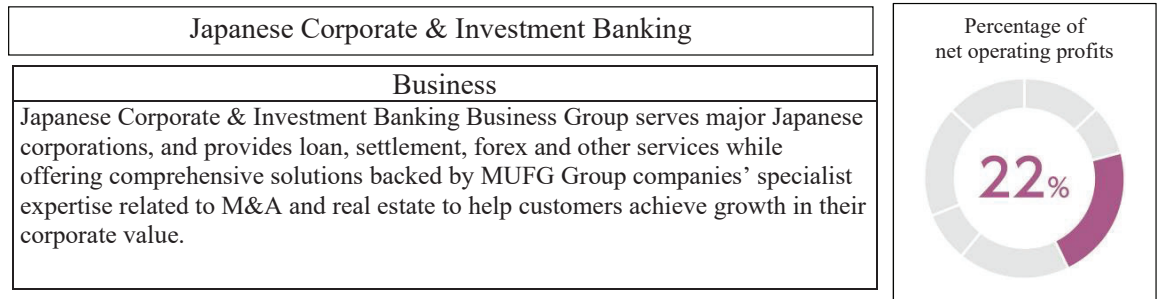 Japanese Corporate & Investment Banking
Business
Japanese Corporate & Investment Banking Business Group serves major Japanese
corporations, and provides loan, settlement, forex and other services while
offering comprehensive solutions backed by MUFG Group companies’ specialist
expertise related to M&A and real estate to help customers achieve growth in their
corporate value.
Percentage of
net operating profits
22%